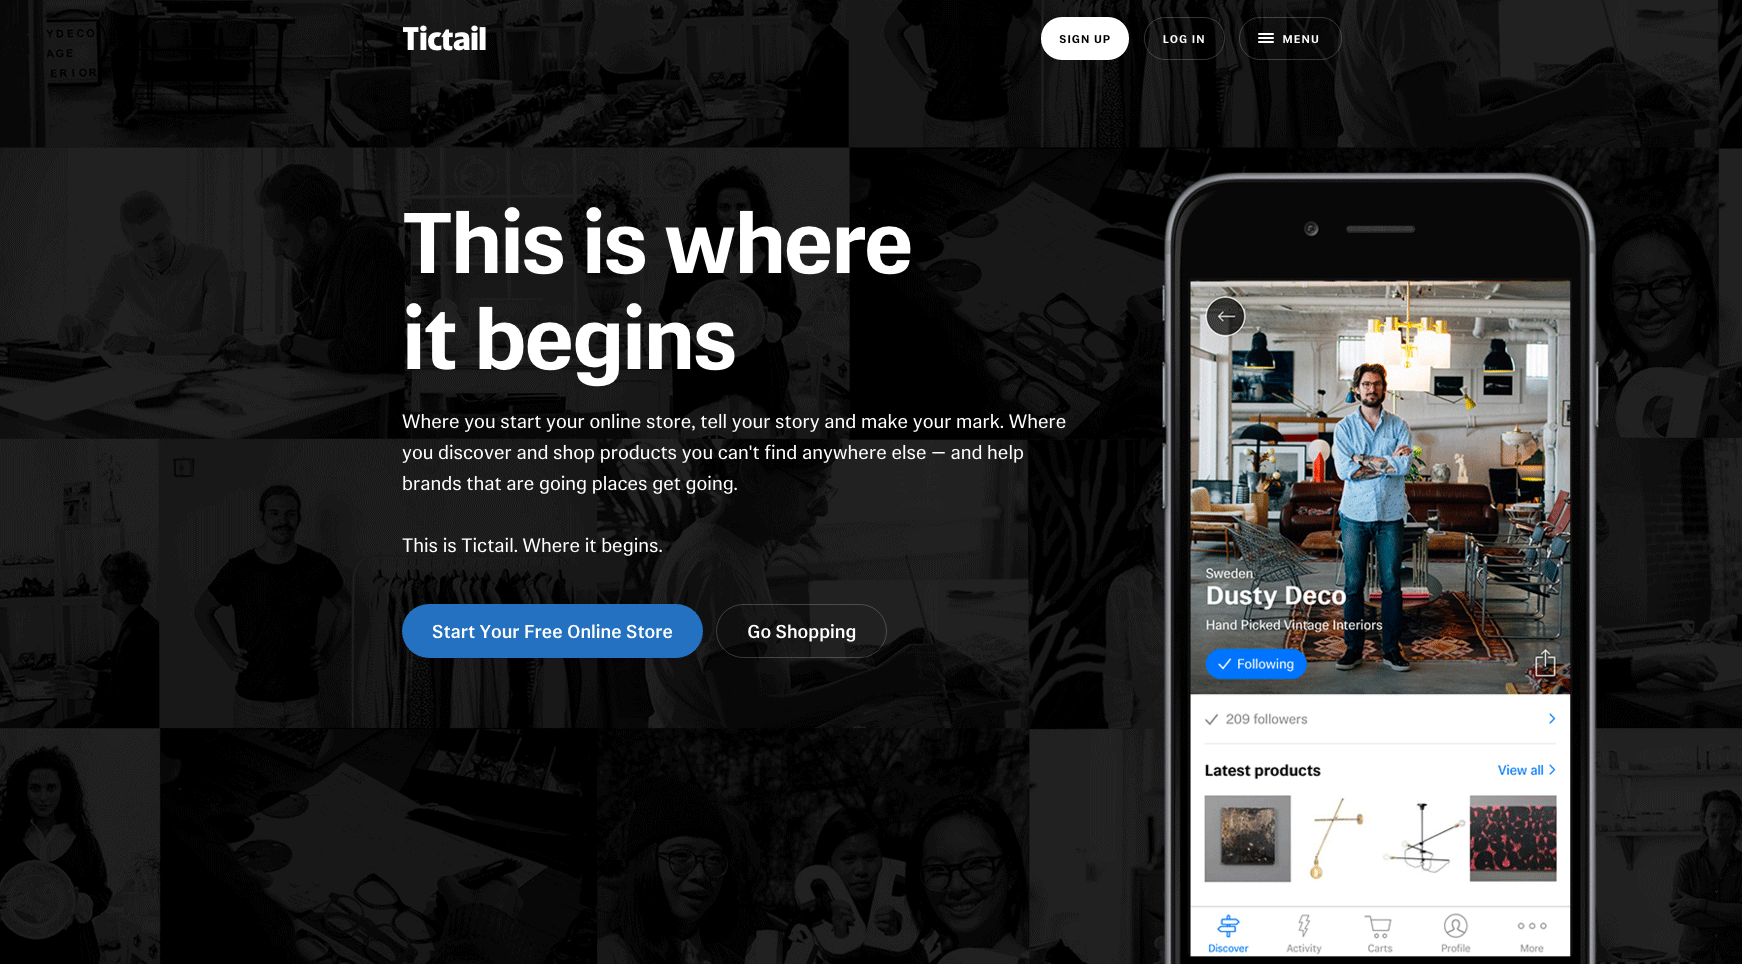 Tictail
SIGN UP
LOG IN
MENU
YDECO
AGE
ERIOR
This is where
it begins
Where you start your online store, tell your story and make your mark. Where
you discover and shop products you can't find anywhere else — and help
brands that are going places get going.
This is Tictail. Where it begins.
Start Your Free Online Store
Go Shopping
Sweden
Dusty Deco
Hand Picked Vintage Interiors
Following
209 followers
Latest products
View all
Discover
Activity
Carts
Profile
More